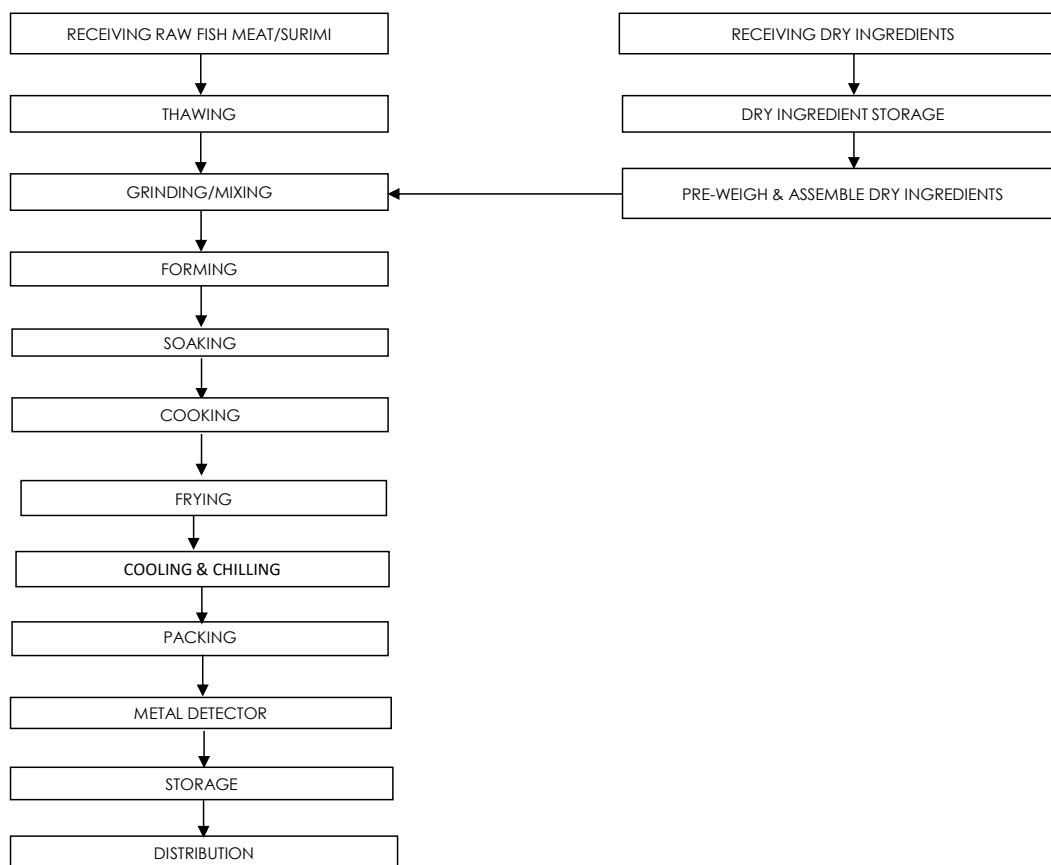 RECEIVING RAW FISH MEAT/SURIMI
RECEIVING DRY INGREDIENTS
THAWING
DRY INGREDIENT STORAGE
GRINDING/MIXING
PRE-WEIGH & ASSEMBLE DRY INGREDIENTS
FORMING
SOAKING
COOKING
FRYING
COOLING & CHILLING
PACKING
METAL DETECTOR
STORAGE
DISTRIBUTION